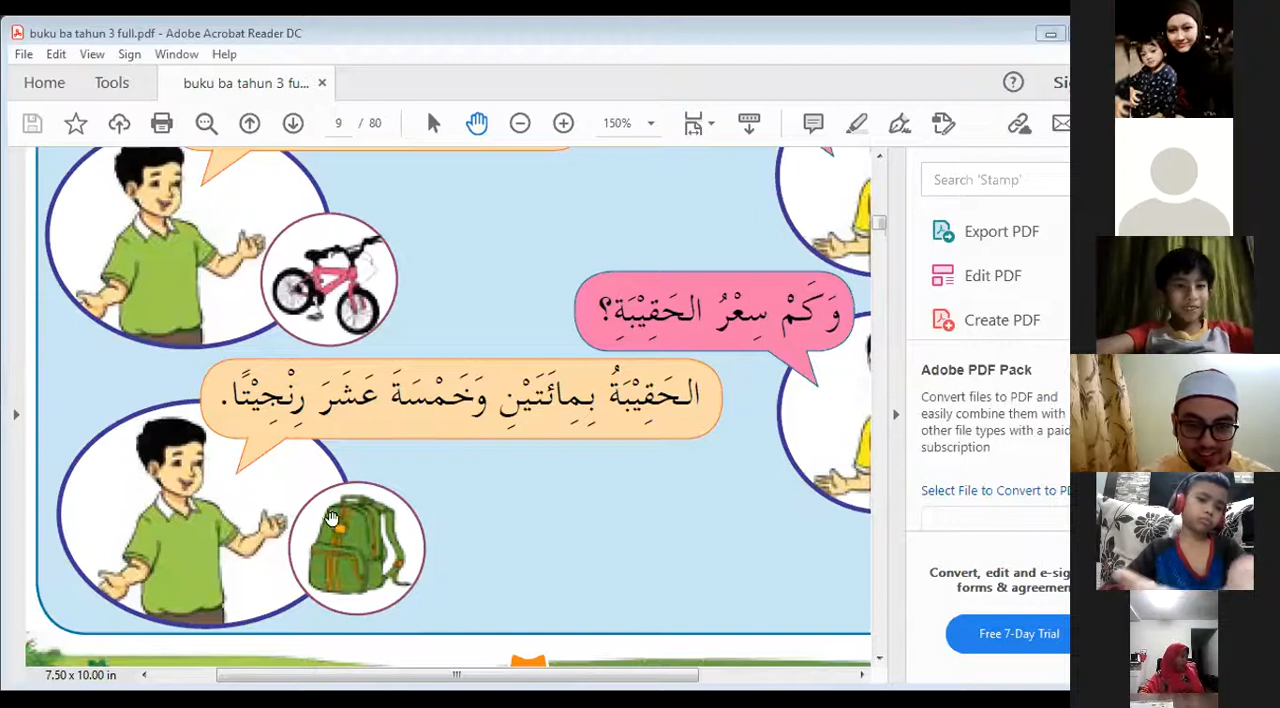 buku ba tahun 3 full.pdf - Adobe Acrobat Reader DC
File Edit View Sign Window Help
Home Tools buku ba tahun 3 fu... ×
9 / 80 150%
وَكَمْ سِعْرُ الحَقِيْبَةِ؟
الحَقِيْبَةُ بِمِائَتَيْنِ وَخَمْسَةَ عَشَرَ رِنْجِيْتًا.
7.50 x 10.00 in
Search 'Stamp'
Export PDF
Edit PDF
Create PDF
Adobe PDF Pack
Convert files to PDF and
easily combine them with
other file types with a paid
subscription
Select File to Convert to PD
Convert, edit and e-sig
forms & agreemen
Free 7-Day Trial